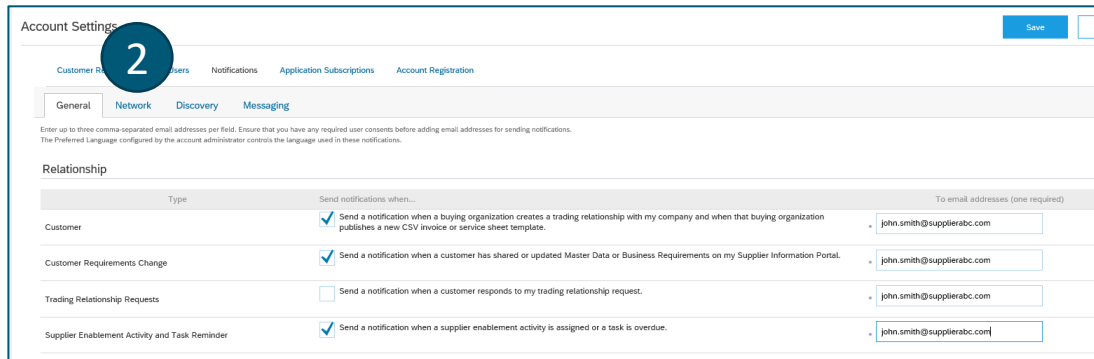 Account Settings
Save
2
Customer Re
Users
Notifications
Application Subscriptions
Account Registration
General
Network
Discovery
Messaging
Enter up to three comma-separated email addresses per field. Ensure that you have any required user consents before adding email addresses for sending notifications.
The Preferred Language configured by the account administrator controls the language used in these notifications.
Relationship
Type
Send notifications when...
To email addresses (one required)
Customer
Send a notification when a buying organization creates a trading relationship with my company and when that buying organization
publishes a new CSV invoice or service sheet template.
* john.smith@supplierabc.com
Customer Requirements Change
Send a notification when a customer has shared or updated Master Data or Business Requirements on my Supplier Information Portal.
* john.smith@supplierabc.com
Trading Relationship Requests
Send a notification when a customer responds to my trading relationship request.
* john.smith@supplierabc.com
Supplier Enablement Activity and Task Reminder
Send a notification when a supplier enablement activity is assigned or a task is overdue.
* john.smith@supplierabc.com